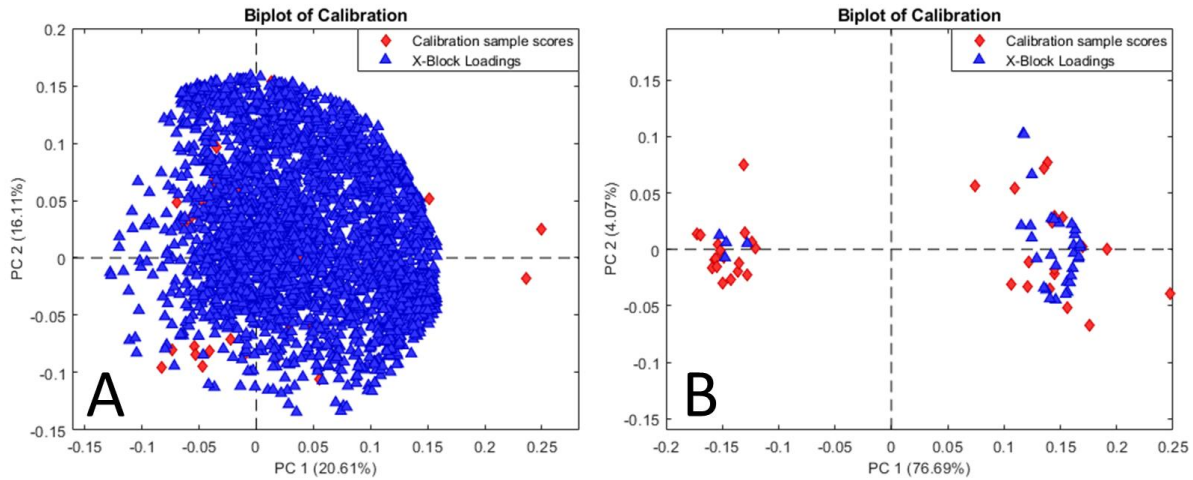 Biplot of Calibration
Calibration sample scores
X-Block Loadings
0.2
0.15
0.1
0.05
0
-0.05
-0.1
-0.15
PC 2 (16.11%)
-0.15
-0.1
-0.05
0
0.05
0.1
0.15
0.2
0.25
PC 1 (20.61%)
A
Biplot of Calibration
Calibration sample scores
X-Block Loadings
0.15
0.1
0.05
0
-0.05
-0.1
-0.15
PC 2 (4.07%)
-0.2
-0.15
-0.1
-0.05
0
0.05
0.1
0.15
0.2
0.25
PC 1 (76.69%)
B